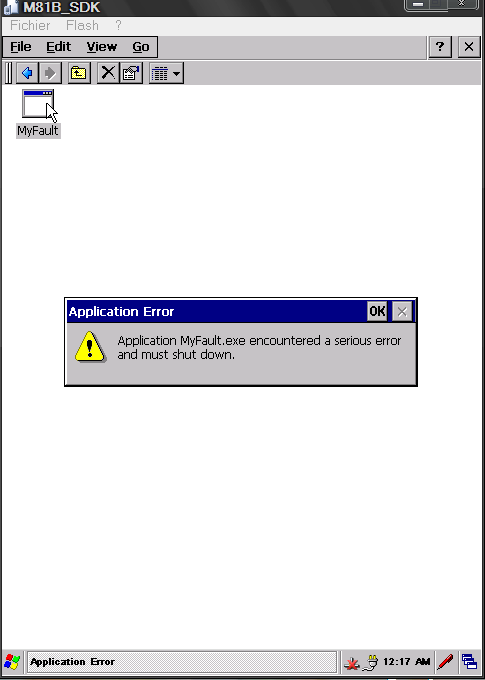 M81B_SDK
Fichier Flash ?
File Edit View Go ? ×
MyFault
Application Error OK ×
Application MyFault.exe encountered a serious error
and must shut down.
Application Error 12:17 AM